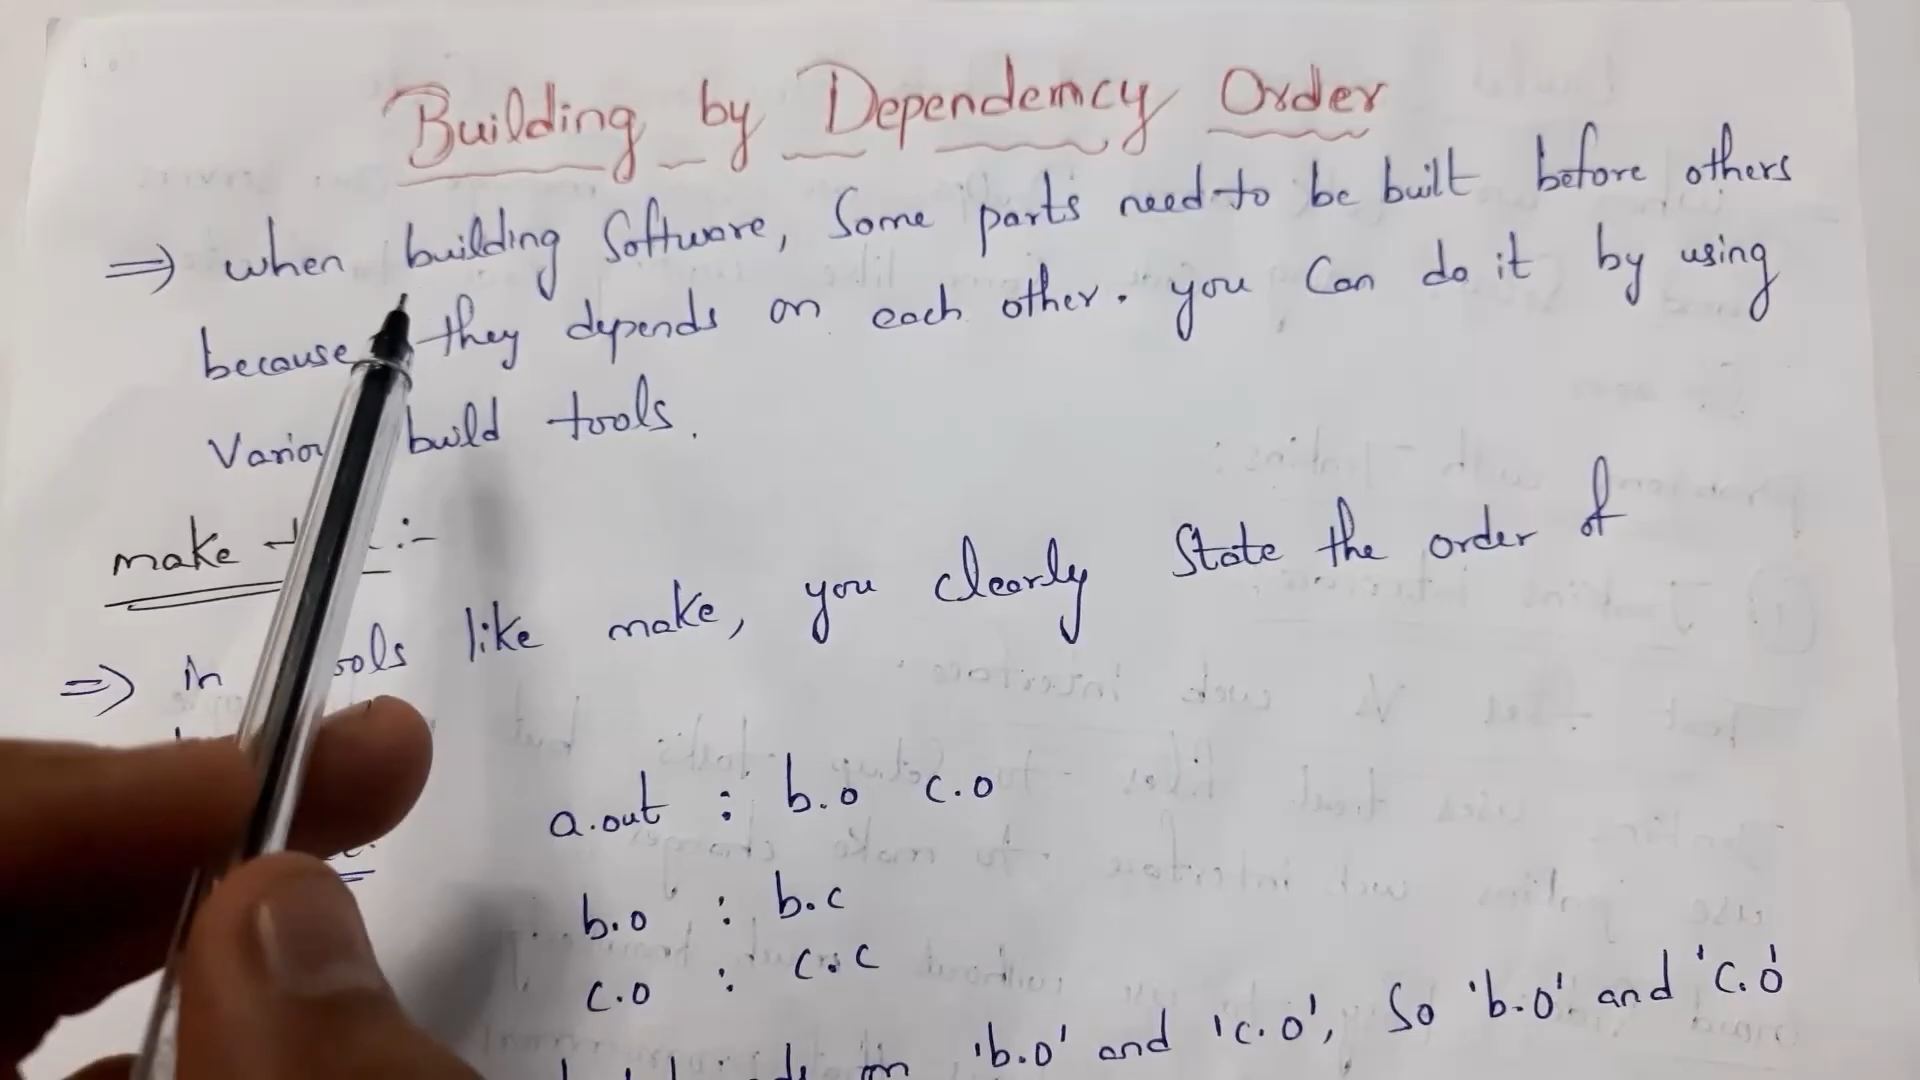 Building by Dependency Order
⇒ when building Software, Some parts need to be built before others
because they depends on each other. you Can do it by using
build tools.
make :-
⇒ in like make, you clearly State the order of
a.out : b.o c.o
b.o : b.c
c.o : c.c
'b.o' and 'c.o', So 'b.o' and 'c.o'